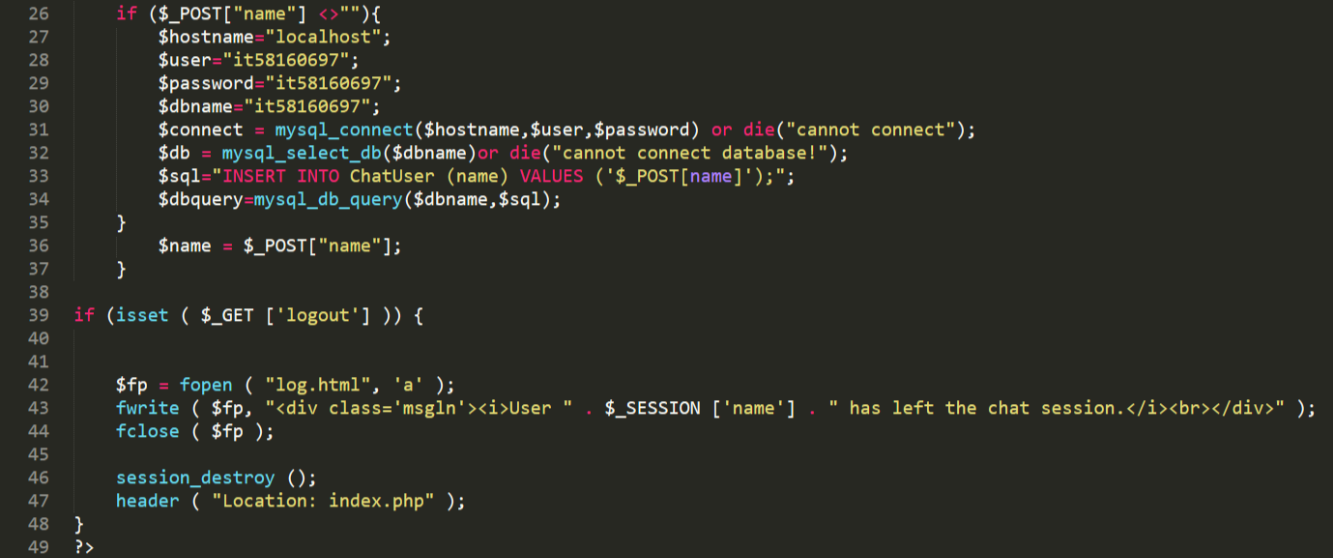 26 if ($_POST["name"] <>""){
27 $hostname="localhost";
28 $user="it58160697";
29 $password="it58160697";
30 $dbname="it58160697";
31 $connect = mysql_connect($hostname,$user,$password) or die("cannot connect");
32 $db = mysql_select_db($dbname)or die("cannot connect database!");
33 $sql="INSERT INTO ChatUser (name) VALUES ('$_POST[name]');";
34 $dbquery=mysql_db_query($dbname,$sql);
35 }
36 $name = $_POST["name"];
37 }
38
39 if (isset ( $_GET ['logout'] )) {
40
41
42 $fp = fopen ( "log.html", 'a' );
43 fwrite ( $fp, "<div class='msgln'><i>User " . $_SESSION ['name'] . " has left the chat session.</i><br></div>" );
44 fclose ( $fp );
45
46 session_destroy ();
47 header ( "Location: index.php" );
48 }
49 ?>